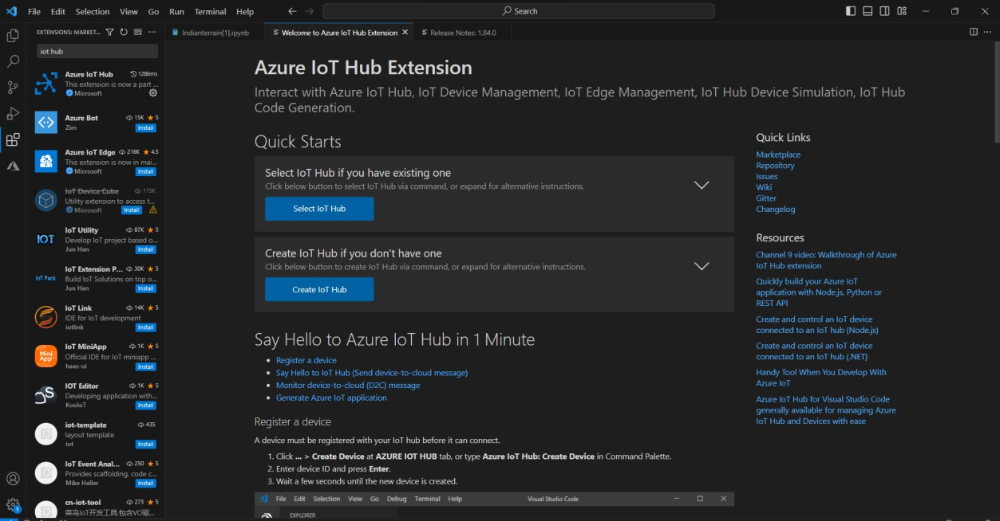 File Edit Selection View Go Run Terminal Help
Search
EXTENSIONS: MARKET...
Indianterrain[1].ipynb
Welcome to Azure IoT Hub Extension
Release Notes: 1.84.0
iot hub
Azure IoT Hub 1286ms
This extension is now a part ...
Microsoft
Azure Bot 15K 5
Zim Install
Azure IoT Edge 216K 4.5
This extension is now in mai...
Microsoft Install
IoT Device Cube 115K
Utility extension to access t...
Microsoft Install
IOT
IoT Utility 87K 5
Develop IoT project based o...
Jun Han Install
IoT Pack
IoT Extension P... 30K 5
Build IoT Solutions on top o...
Jun Han Install
IoT Link 14K 5
IDE for IoT development
iotlink Install
Mini
App
IoT MiniApp 1K 5
Official IDE for IoT miniapp ...
haas-ui Install
IOT Editor 1K 5
Developing application with...
KooIoT Install
iot-template 435
layout template
iot Install
IoT Event Anal... 250 5
Provides scaffolding, code c...
Mike Haller Install
cn-iot-tool 273 5
1
Azure IoT Hub Extension
Interact with Azure IoT Hub, IoT Device Management, IoT Edge Management, IoT Hub Device Simulation, IoT Hub
Code Generation.
Quick Starts
Select IoT Hub if you have existing one
Click below button to select IoT Hub via command, or expand for alternative instructions.
Select IoT Hub
Create IoT Hub if you don't have one
Click below button to create IoT Hub via command, or expand for alternative instructions.
Create IoT Hub
Say Hello to Azure IoT Hub in 1 Minute
• Register a device
• Say Hello to IoT Hub (Send device-to-cloud message)
• Monitor device-to-cloud (D2C) message
• Generate Azure IoT application
Register a device
A device must be registered with your IoT hub before it can connect.
1. Click ... > Create Device at AZURE IOT HUB tab, or type Azure IoT Hub: Create Device in Command Palette.
2. Enter device ID and press Enter.
3. Wait a few seconds until the new device is created.
File Edit Selection View Go Debug Terminal Help Visual Studio Code
EXPLORER
Quick Links
Marketplace
Repository
Issues
Wiki
Gitter
Changelog
Resources
Channel 9 video: Walkthrough of Azure
IoT Hub extension
Quickly build your Azure IoT
application with Node.js, Python or
REST API
Create and control an IoT device
connected to an IoT hub (Node.js)
Create and control an IoT device
connected to an IoT hub (.NET)
Handy Tool When You Develop With
Azure IoT
Azure IoT Hub for Visual Studio Code
generally available for managing Azure
IoT Hub and Devices with ease